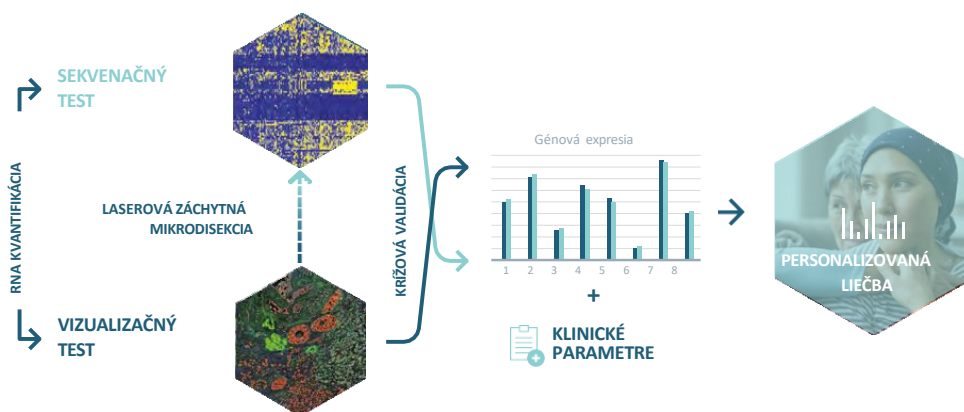 RNA KVANTIFIKÁCIA
SEKVENAČNÝ
TEST
LASEROVÁ ZÁCHYTNÁ
MIKRODISEKCIA
VIZUALIZAČNÝ
TEST
KRÍŽOVÁ VALIDÁCIA
Génová expresia
1 2 3 4 5 6 7 8
+
KLINICKÉ
PARAMETRE
PERSONALIZOVANÁ
LIEČBA